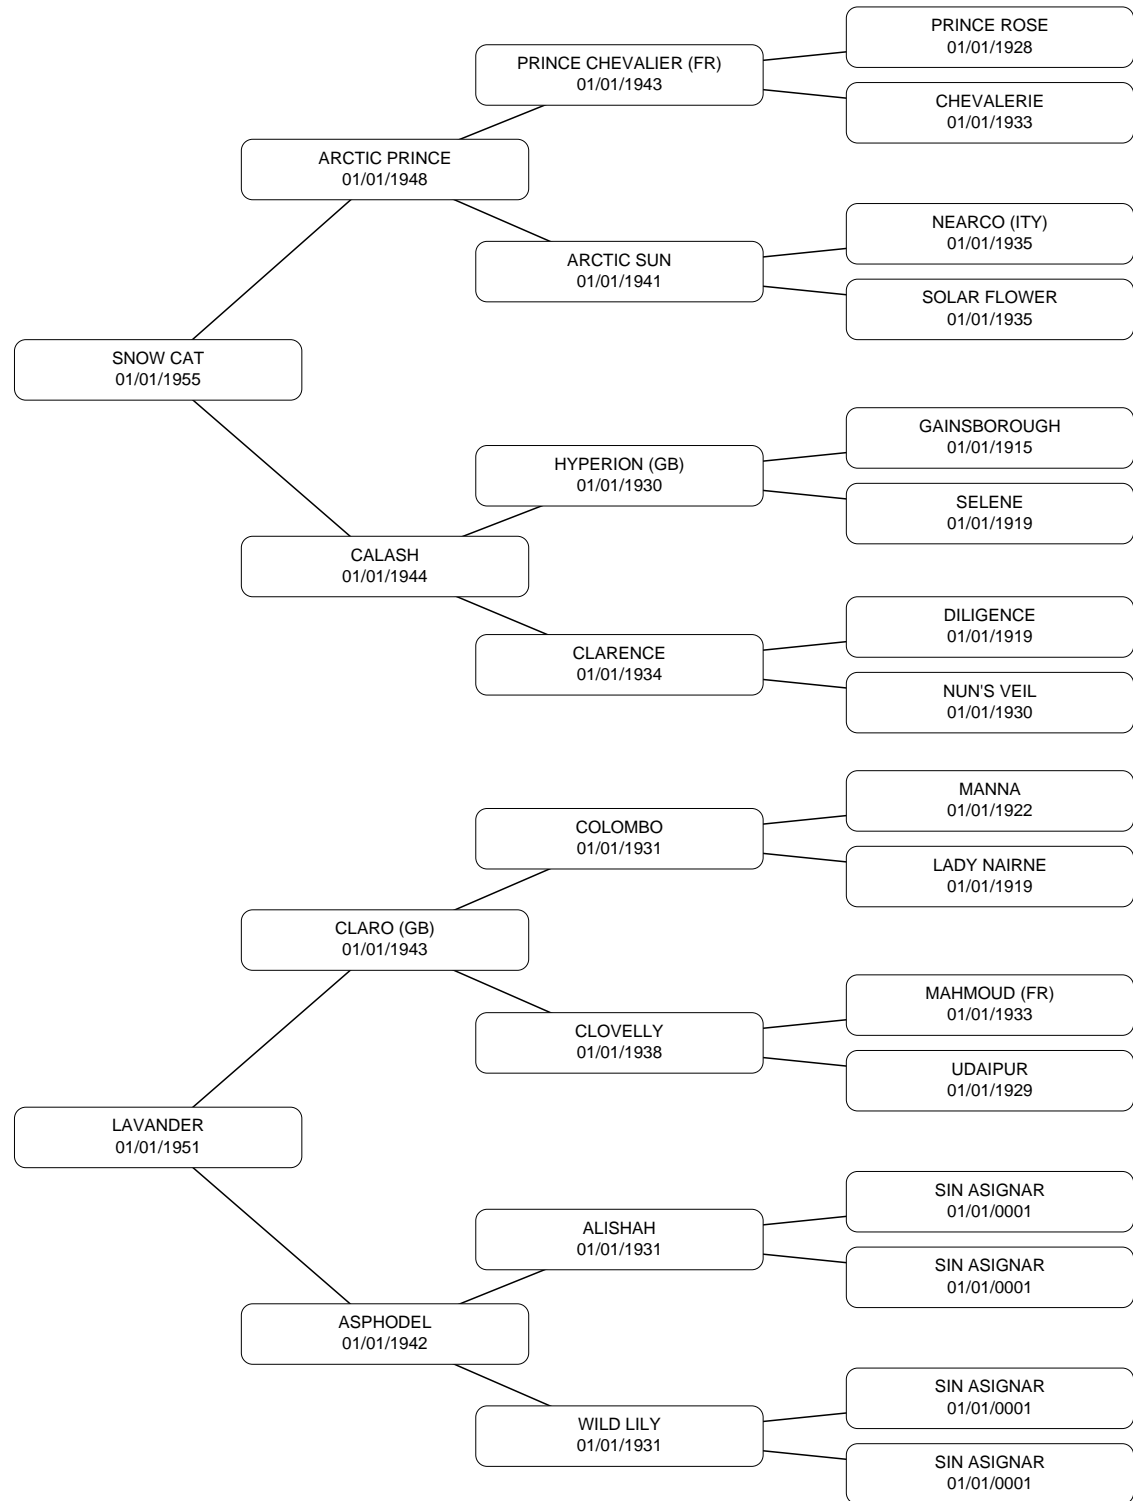 PRINCE ROSE
01/01/1928
PRINCE CHEVALIER (FR)
01/01/1943
CHEVALERIE
01/01/1933
ARCTIC PRINCE
01/01/1948
NEARCO (ITY)
01/01/1935
ARCTIC SUN
01/01/1941
SOLAR FLOWER
01/01/1935
SNOW CAT
01/01/1955
GAINSBOROUGH
01/01/1915
HYPERION (GB)
01/01/1930
SELENE
01/01/1919
CALASH
01/01/1944
DILIGENCE
01/01/1919
CLARENCE
01/01/1934
NUN'S VEIL
01/01/1930
MANNA
01/01/1922
COLOMBO
01/01/1931
LADY NAIRNE
01/01/1919
CLARO (GB)
01/01/1943
MAHMOUD (FR)
01/01/1933
CLOVELLY
01/01/1938
UDAIPUR
01/01/1929
LAVANDER
01/01/1951
SIN ASIGNAR
01/01/0001
ALISHAH
01/01/1931
SIN ASIGNAR
01/01/0001
ASPHODEL
01/01/1942
SIN ASIGNAR
01/01/0001
WILD LILY
01/01/1931
SIN ASIGNAR
01/01/0001